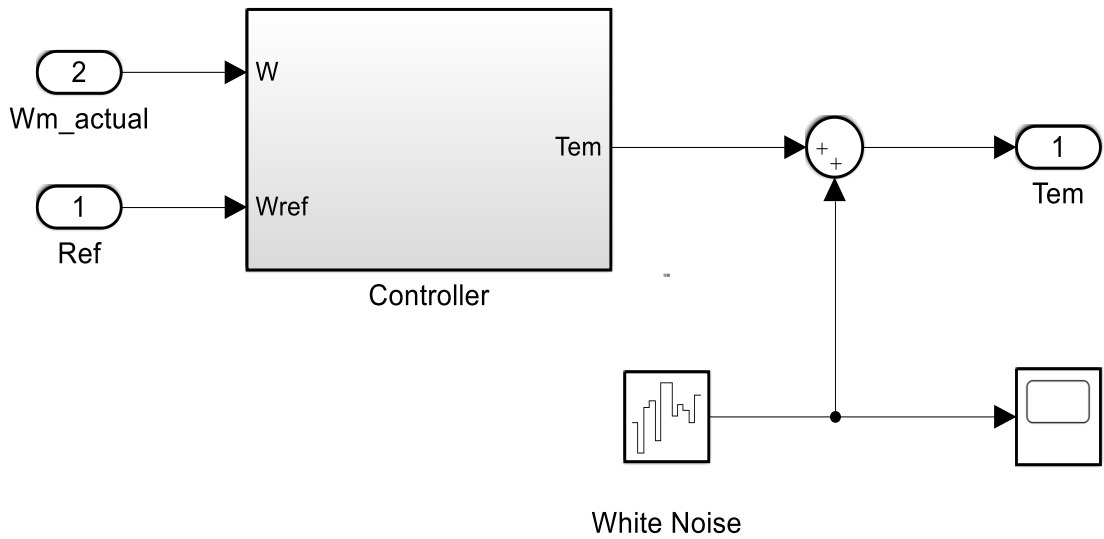 2
W
Wm_actual
Tem
1
Tem
1
Wref
Ref
Controller
White Noise